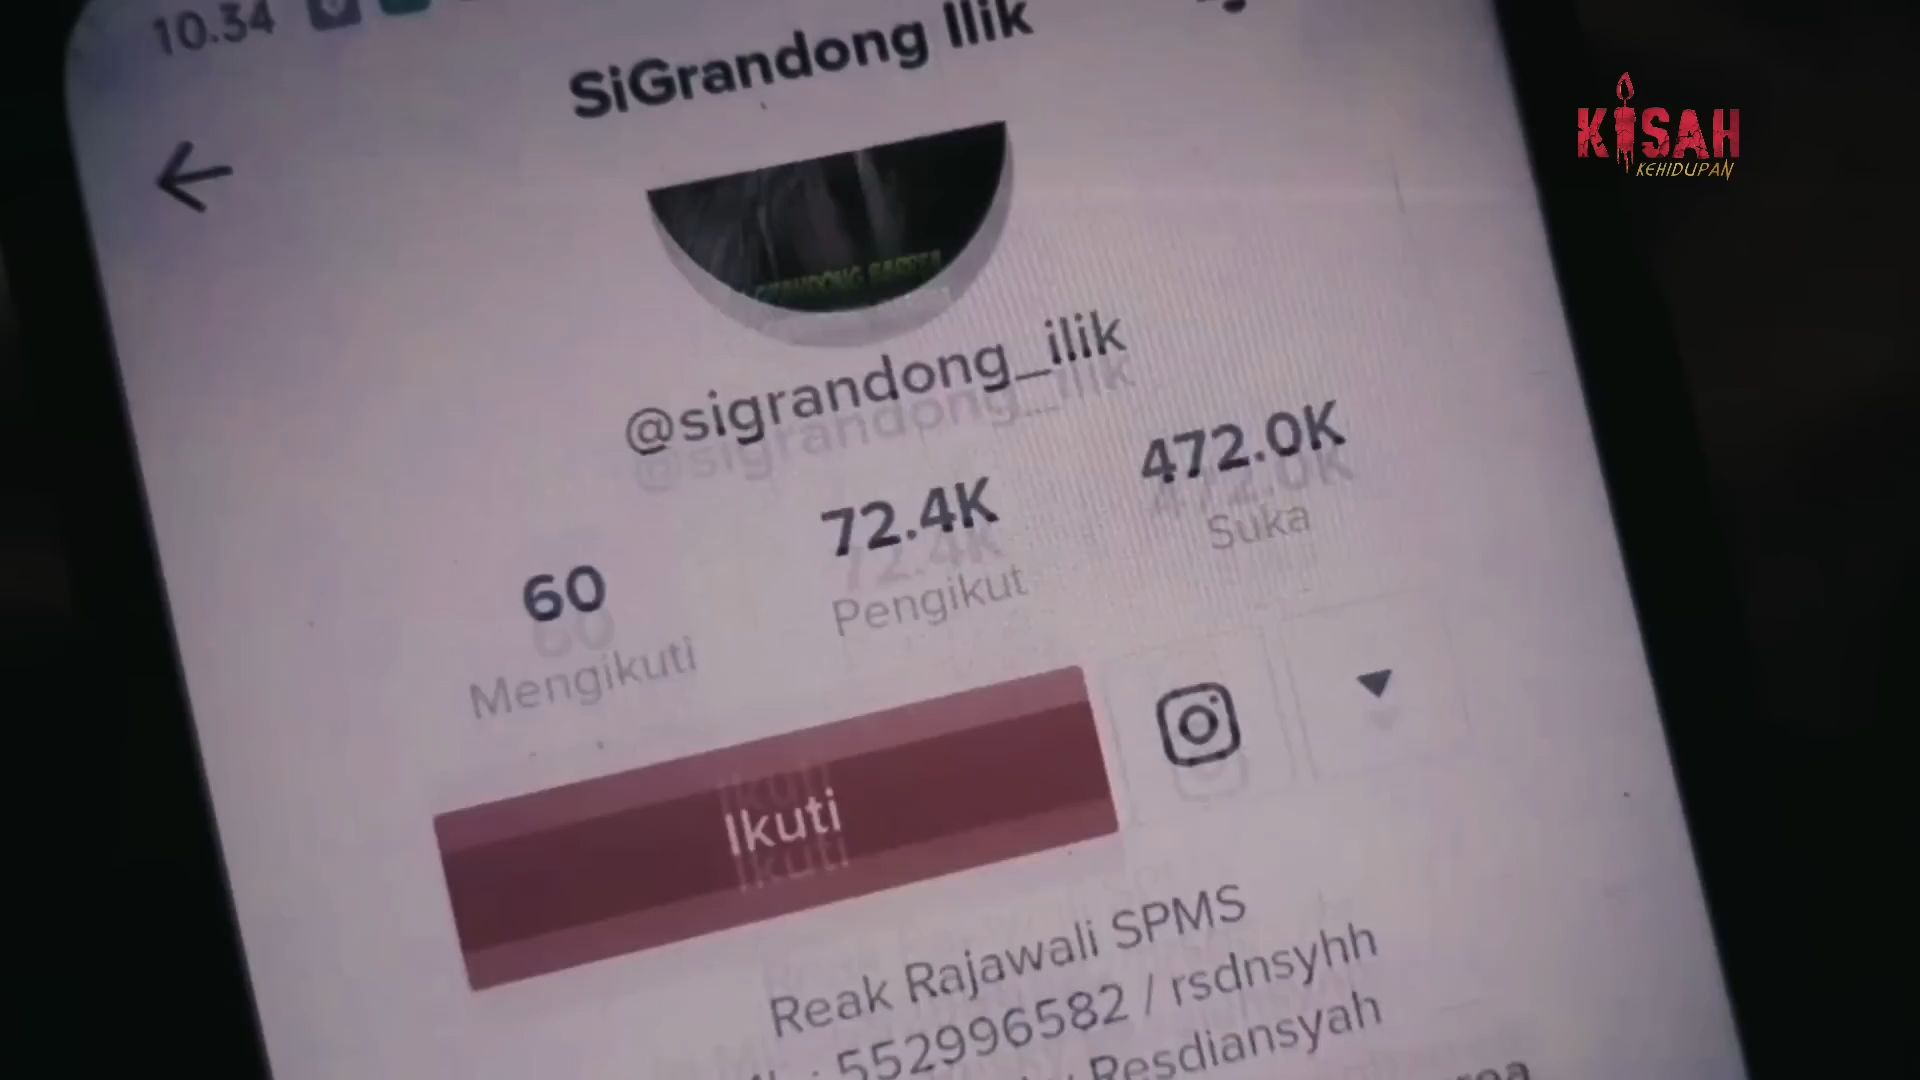 10.34
SiGrandong Ilik
KISAH
KEHIDUPAN
@sigrandong_ilik
60
Mengikuti
72.4K
Pengikut
472.0K
Suka
Ikuti
Reak Rajawali SPMS
: 552996582 / rsdnsyhh
Resdiansyah